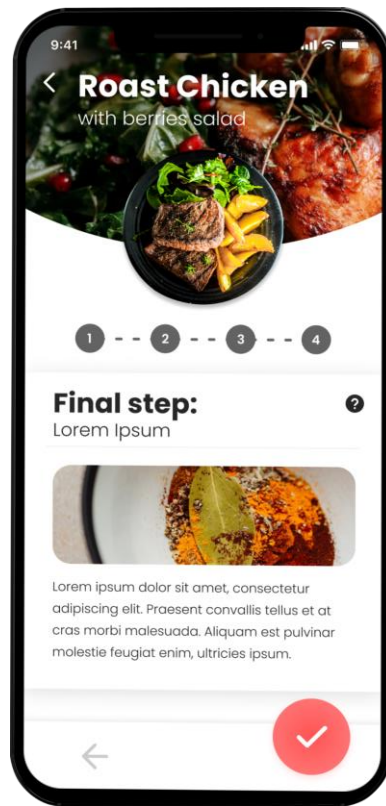 9:41
Roast Chicken
with berries salad
1 2 3 4
Final step:
?
Lorem Ipsum
Lorem ipsum dolor sit amet, consectetur
adipiscing elit. Praesent convallis tellus et at
cras morbi malesuada. Aliquam est pulvinar
molestie feugiat enim, ultricies ipsum.